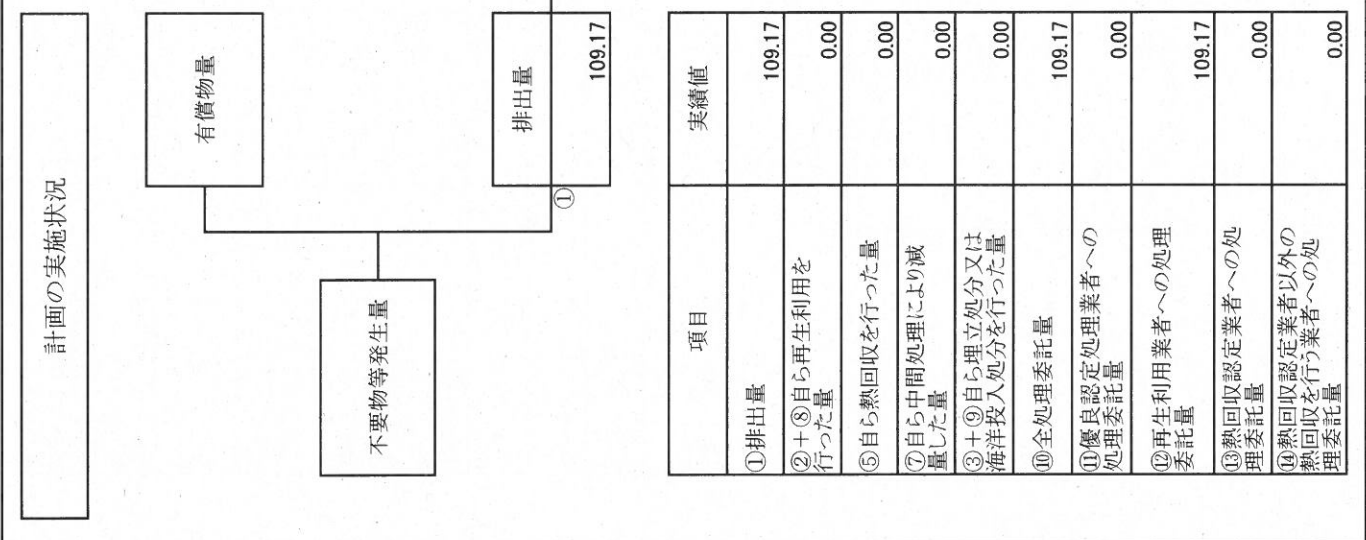 計画の実施状況
有償物量
不要物等発生量
排出量
①
109.17
項目
実績値
①排出量
109.17
②+⑧自ら再生利用を
行った量
0.00
⑤自ら熱回収を行った量
0.00
⑦自ら中間処理により減
量した量
0.00
③+⑨自ら埋立処分又は
海洋投入処分を行った量
0.00
⑩全処理委託量
109.17
⑪優良認定処理業者への
処理委託量
0.00
⑫再生利用業者への処理
委託量
109.17
⑬熱回収認定業者への処
理委託量
0.00
⑭熱回収認定業者以外の
熱回収を行う業者への処
理委託量
0.00